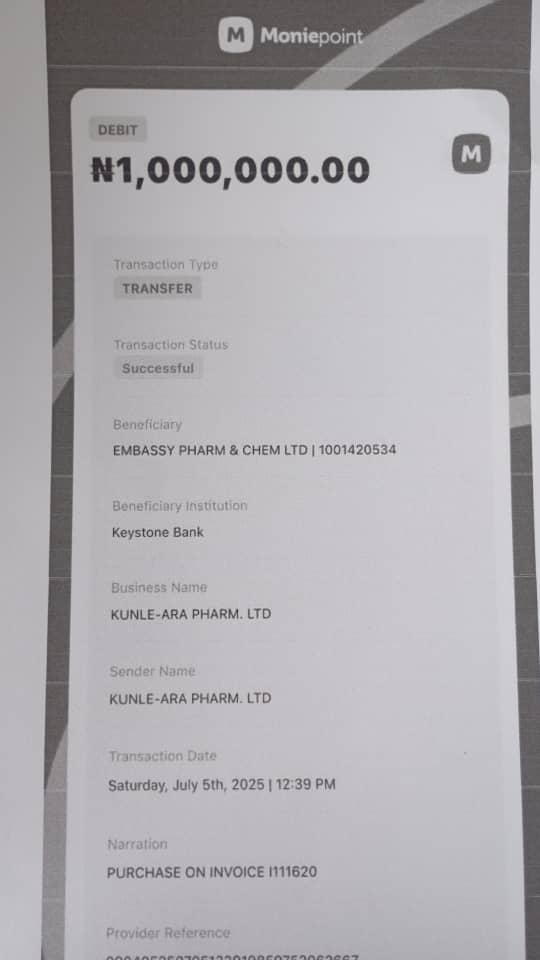 M Moniepoint
DEBIT
₦1,000,000.00
M
Transaction Type
TRANSFER
Transaction Status
Successful
Beneficiary
EMBASSY PHARM & CHEM LTD | 1001420534
Beneficiary Institution
Keystone Bank
Business Name
KUNLE-ARA PHARM. LTD
Sender Name
KUNLE-ARA PHARM. LTD
Transaction Date
Saturday, July 5th, 2025 | 12:39 PM
Narration
PURCHASE ON INVOICE I111620
Provider Reference